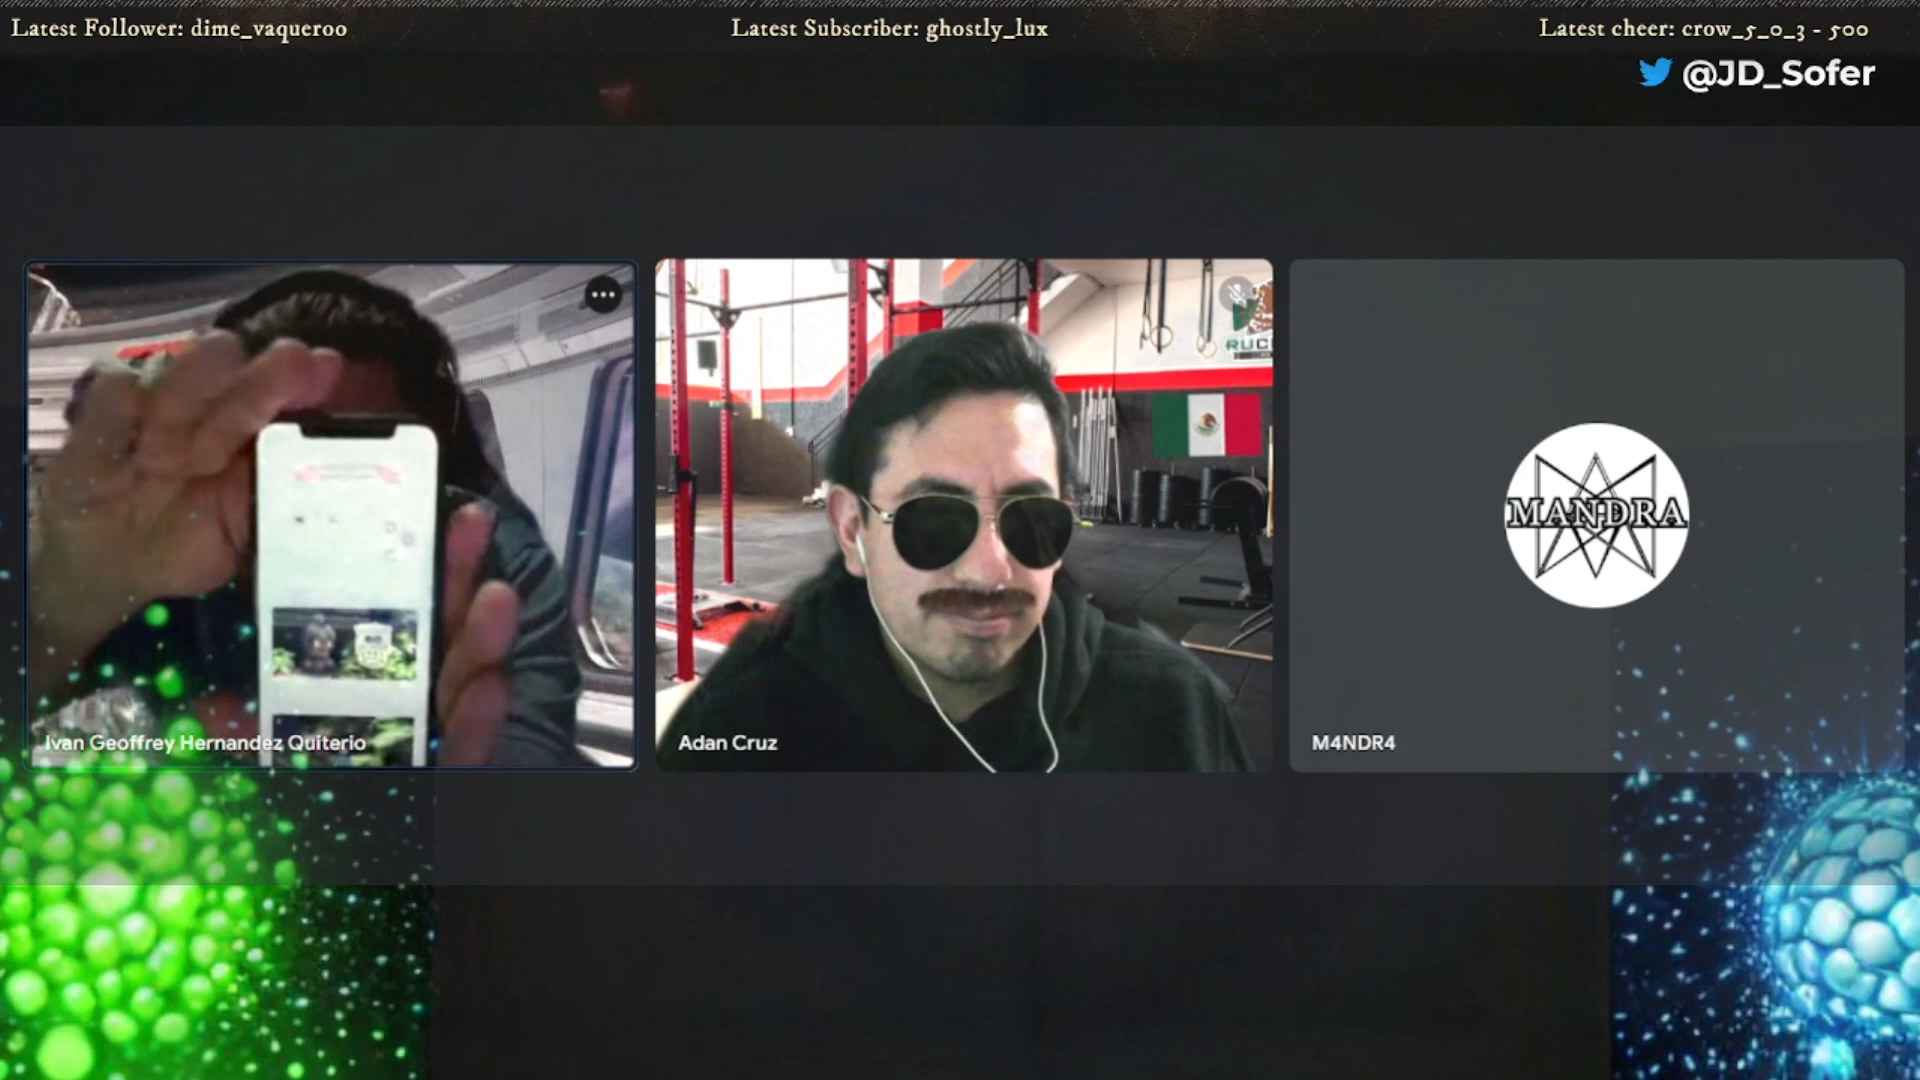 Latest Follower: dime_vaqueroo
Latest Subscriber: ghostly_lux
Latest cheer: crow_5_0_3 - 500
@JD_Sofer
RUC
MANDRA
Ivan Geoffrey Hernandez Quiterio
Adan Cruz
M4NDR4